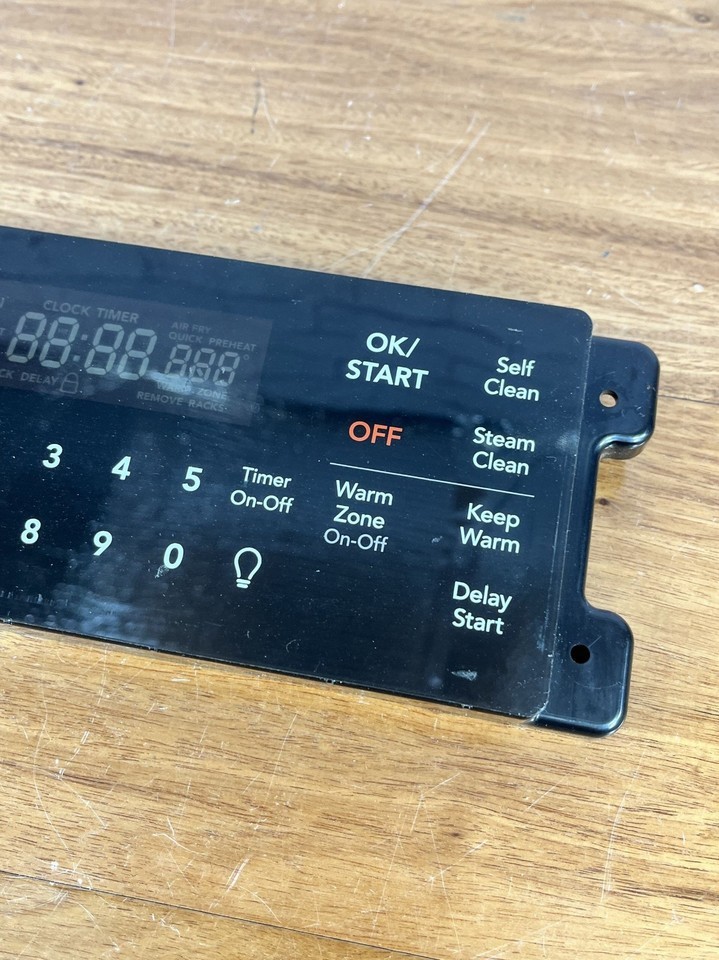 CLOCK TIMER
AIR FRY
QUICK PREHEAT
88:88 888°
DELAY
WARM ZONE
REMOVE RACKS
OK/
START
Self
Clean
OFF
Steam
Clean
3 4 5
Timer
On-Off
Warm
Zone
On-Off
Keep
Warm
8 9 0
Delay
Start